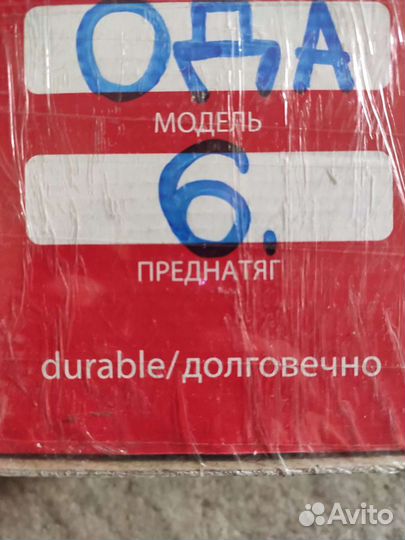 ОДА
МОДЕЛЬ
6.
ПРЕДНАТЯГ
durable/долговечно
Avito